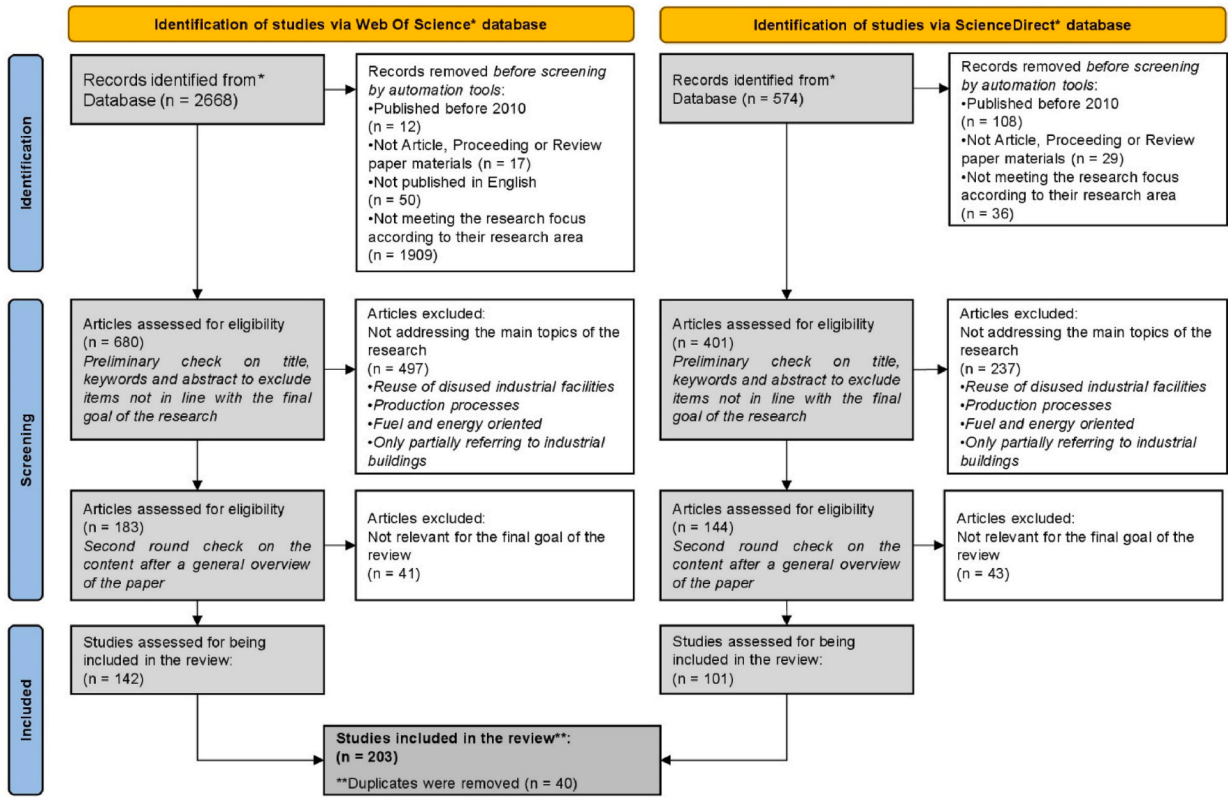 Identification of studies via Web Of Science* database
Identification of studies via ScienceDirect* database
Identification
Records identified from*
Database (n = 2668)
Records removed before screening
by automation tools:
•Published before 2010
(n = 12)
•Not Article, Proceeding or Review
paper materials (n = 17)
•Not published in English
(n = 50)
•Not meeting the research focus
according to their research area
(n = 1909)
Records identified from*
Database (n = 574)
Records removed before screening by
automation tools:
•Published before 2010
(n = 108)
•Not Article, Proceeding or Review
paper materials (n = 29)
•Not meeting the research focus
according to their research area
(n = 36)
Screening
Articles assessed for eligibility
(n = 680)
Preliminary check on title,
keywords and abstract to exclude
items not in line with the final
goal of the research
Articles excluded:
Not addressing the main topics of the
research
(n = 497)
•Reuse of disused industrial facilities
•Production processes
•Fuel and energy oriented
•Only partially referring to industrial
buildings
Articles assessed for eligibility
(n = 401)
Preliminary check on title,
keywords and abstract to exclude
items not in line with the final
goal of the research
Articles excluded:
Not addressing the main topics of the
research
(n = 237)
•Reuse of disused industrial facilities
•Production processes
•Fuel and energy oriented
•Only partially referring to industrial
buildings
Articles assessed for eligibility
(n = 183)
Second round check on the
content after a general overview
of the paper
Articles excluded:
Not relevant for the final goal of the
review
(n = 41)
Articles assessed for eligibility
(n = 144)
Second round check on the
content after a general overview
of the paper
Articles excluded:
Not relevant for the final goal of the
review
(n = 43)
Included
Studies assessed for being
included in the review:
(n = 142)
Studies assessed for being
included in the review:
(n = 101)
Studies included in the review**:
(n = 203)
**Duplicates were removed (n = 40)